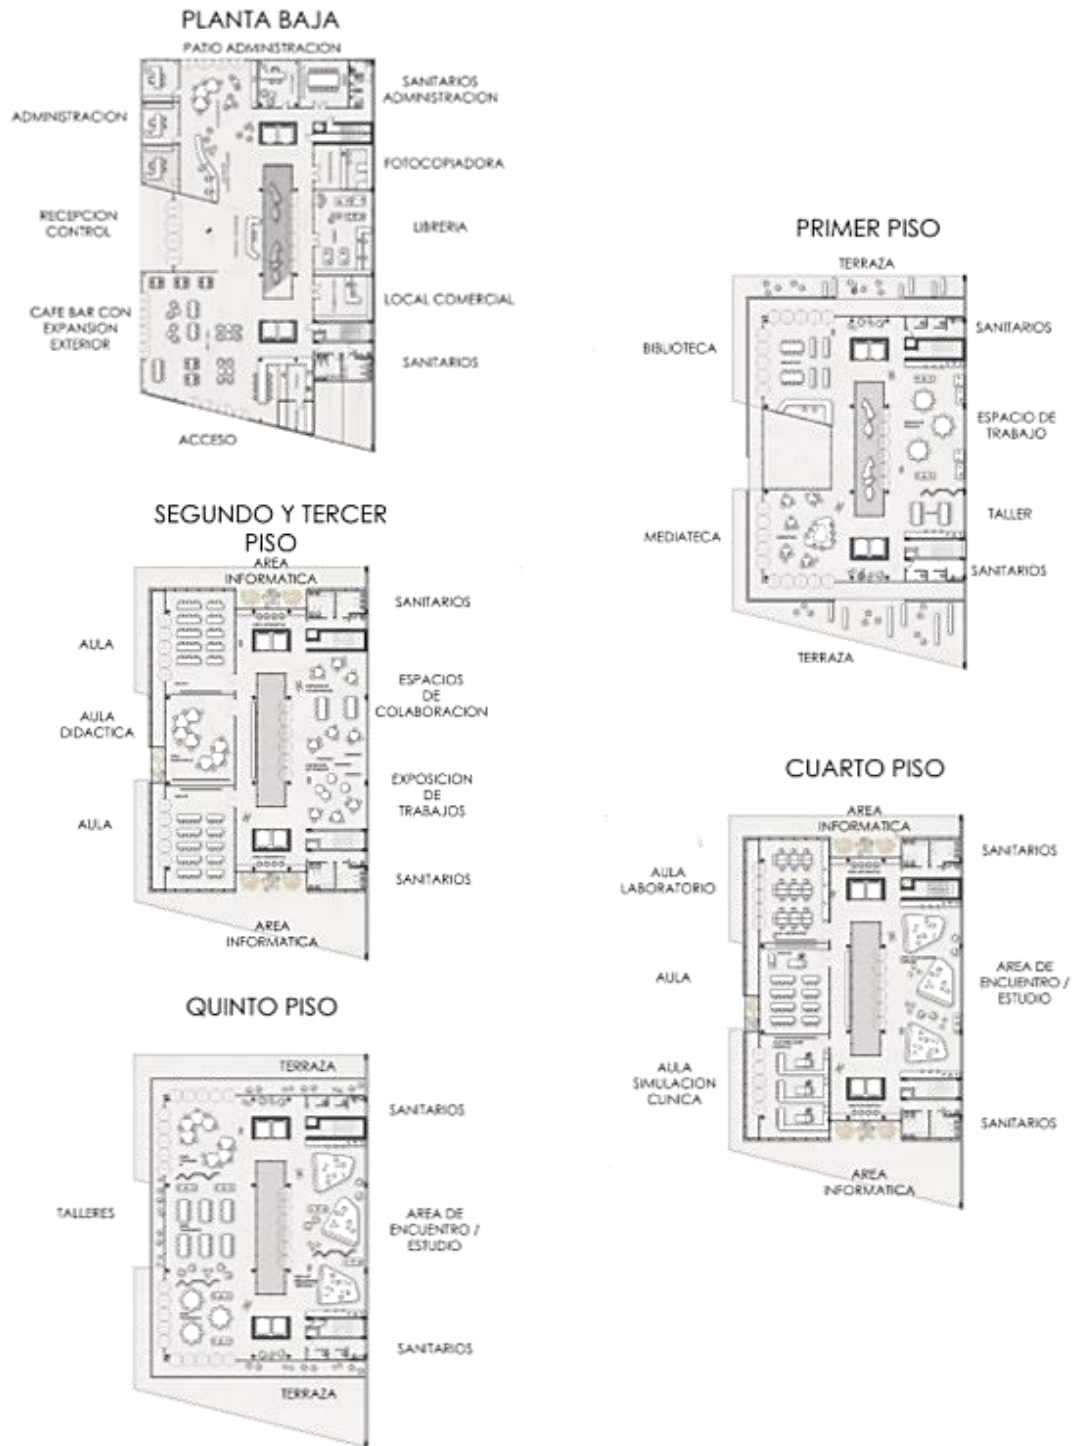 PLANTA BAJA
PATIO ADMINISTRACION
ADMINISTRACION
RECEPCION
CONTROL
CAFE BAR CON
EXPANSION
EXTERIOR
SANITARIOS
ADMINISTRACION
FOTOCOPIADORA
LIBRERIA
LOCAL COMERCIAL
SANITARIOS
ACCESO
PRIMER PISO
TERRAZA
BIBLIOTECA
MEDIATECA
SANITARIOS
ESPACIO DE
TRABAJO
TALLER
SANITARIOS
TERRAZA
SEGUNDO Y TERCER
PISO
AREA
INFORMATICA
AULA
AULA
DIDACTICA
AULA
SANITARIOS
ESPACIOS
DE
COLABORACION
EXPOSICION
DE
TRABAJOS
SANITARIOS
AREA
INFORMATICA
CUARTO PISO
AREA
INFORMATICA
AULA
LABORATORIO
AULA
AULA
SIMULACION
CLINICA
SANITARIOS
AREA DE
ENCUENTRO /
ESTUDIO
SANITARIOS
AREA
INFORMATICA
QUINTO PISO
TERRAZA
TALLERES
SANITARIOS
AREA DE
ENCUENTRO /
ESTUDIO
SANITARIOS
TERRAZA